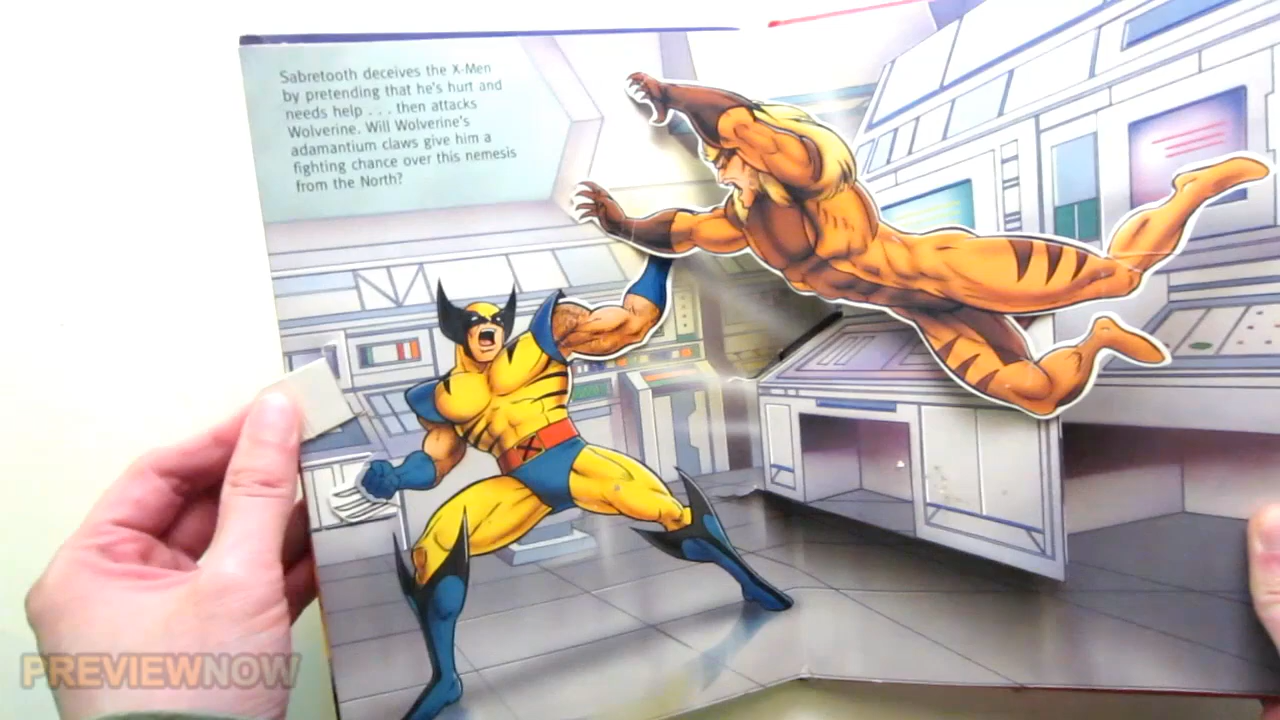 Sabretooth deceives the X-Men
by pretending that he's hurt and
needs help . . . then attacks
Wolverine. Will Wolverine's
adamantium claws give him a
fighting chance over this nemesis
from the North?
PREVIEWNOW